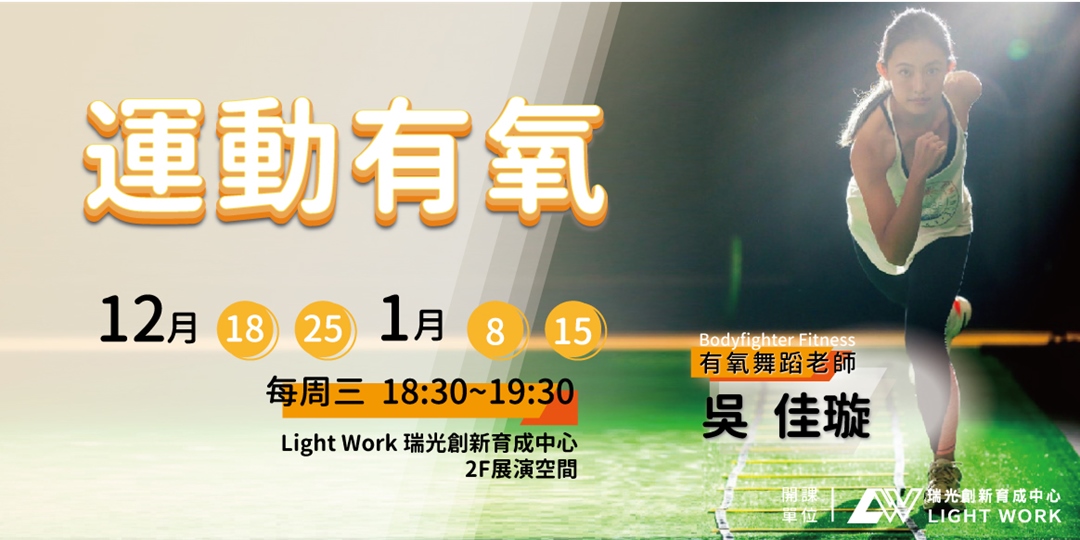 運動有氧
12月 18 25 1月 8 15
每周三 18:30~19:30
Light Work 瑞光創新育成中心
2F展演空間
Bodyfighter Fitness
有氧舞蹈老師
吳 佳璇
開課
單位
瑞光創新育成中心
LIGHT WORK